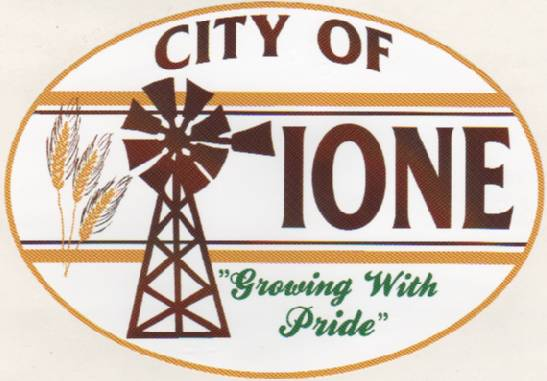 CITY OF
IONE
"Growing With
Pride"